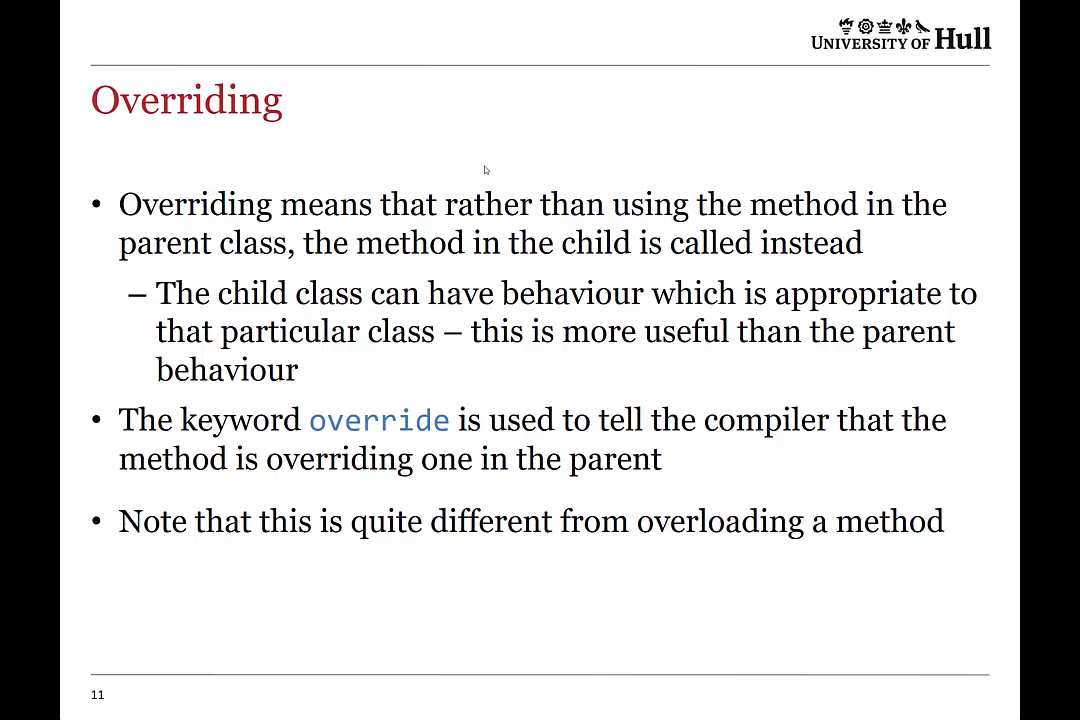 UNIVERSITY OF Hull
Overriding
• Overriding means that rather than using the method in the
parent class, the method in the child is called instead
– The child class can have behaviour which is appropriate to
that particular class – this is more useful than the parent
behaviour
• The keyword override is used to tell the compiler that the
method is overriding one in the parent
• Note that this is quite different from overloading a method
11